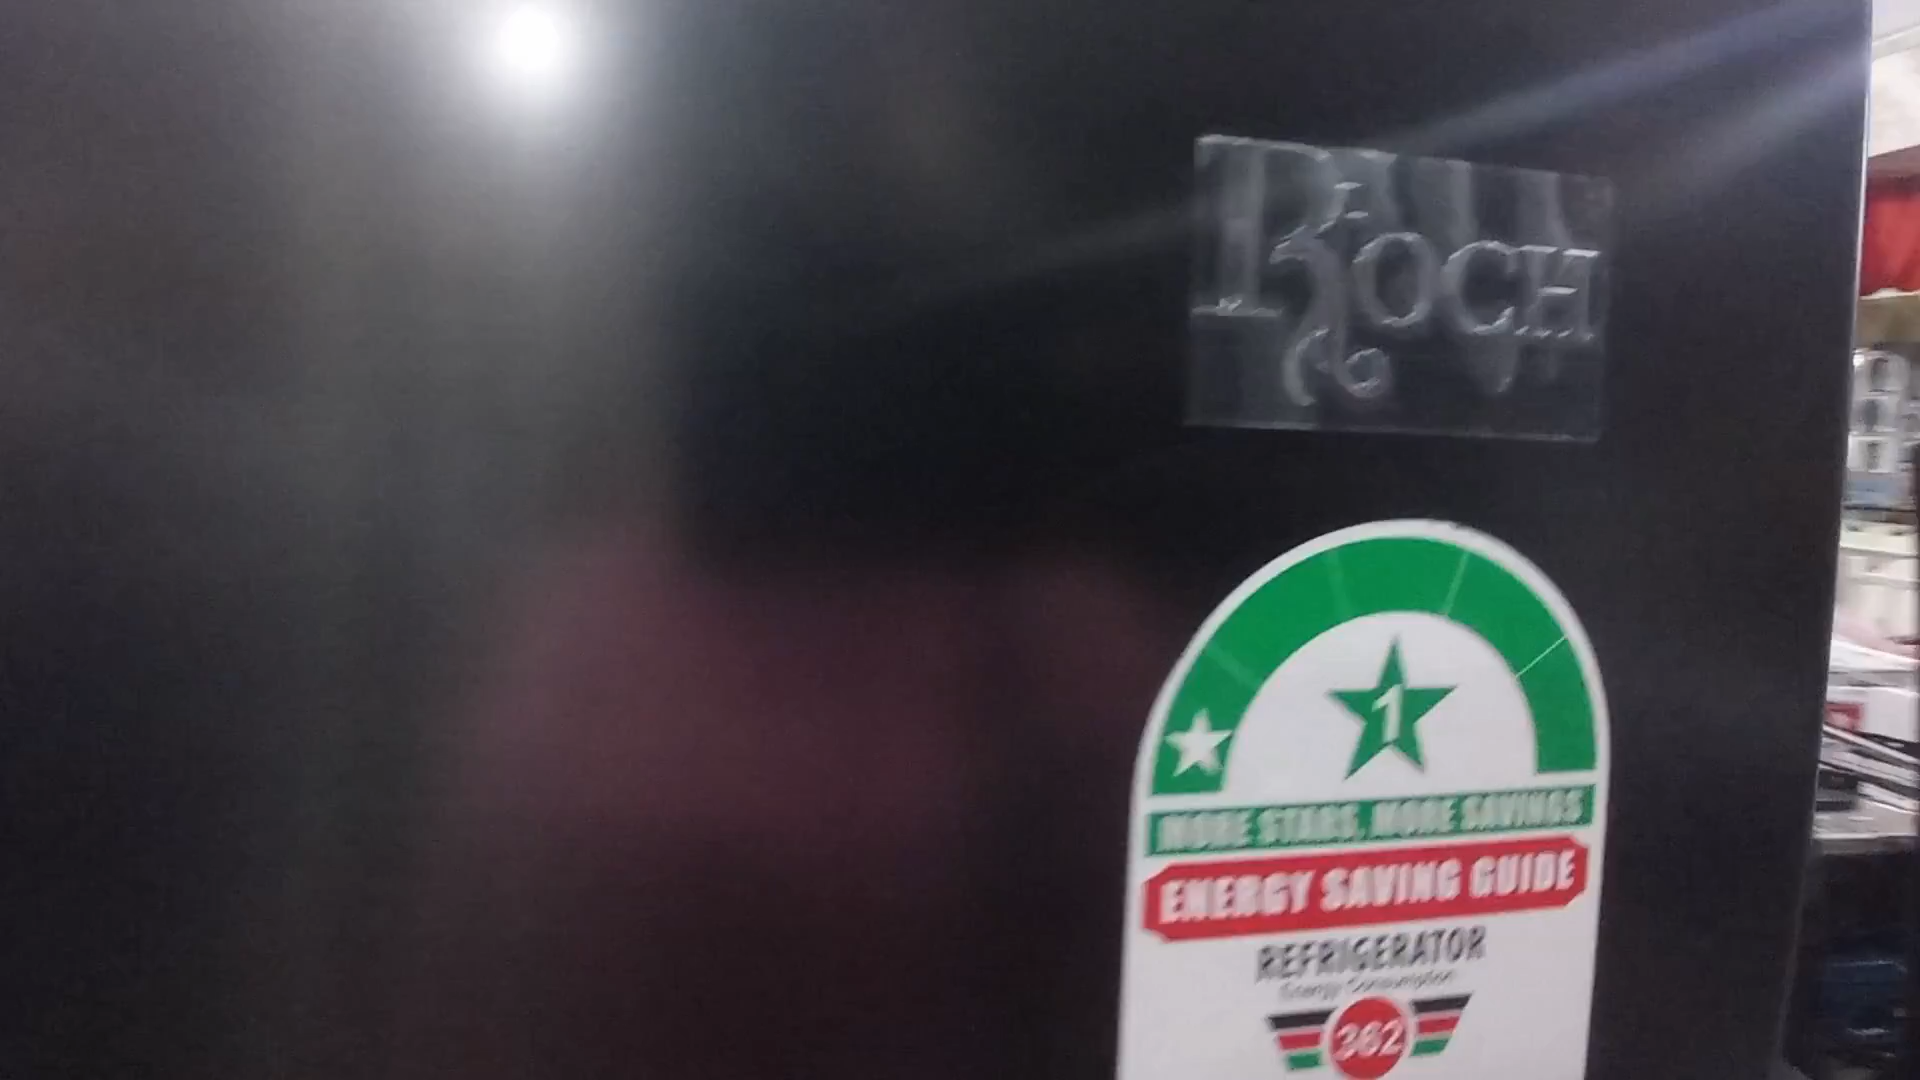 ROCH
1
MORE STARS, MORE SAVINGS
ENERGY SAVING GUIDE
REFRIGERATOR
Energy Consumption
362